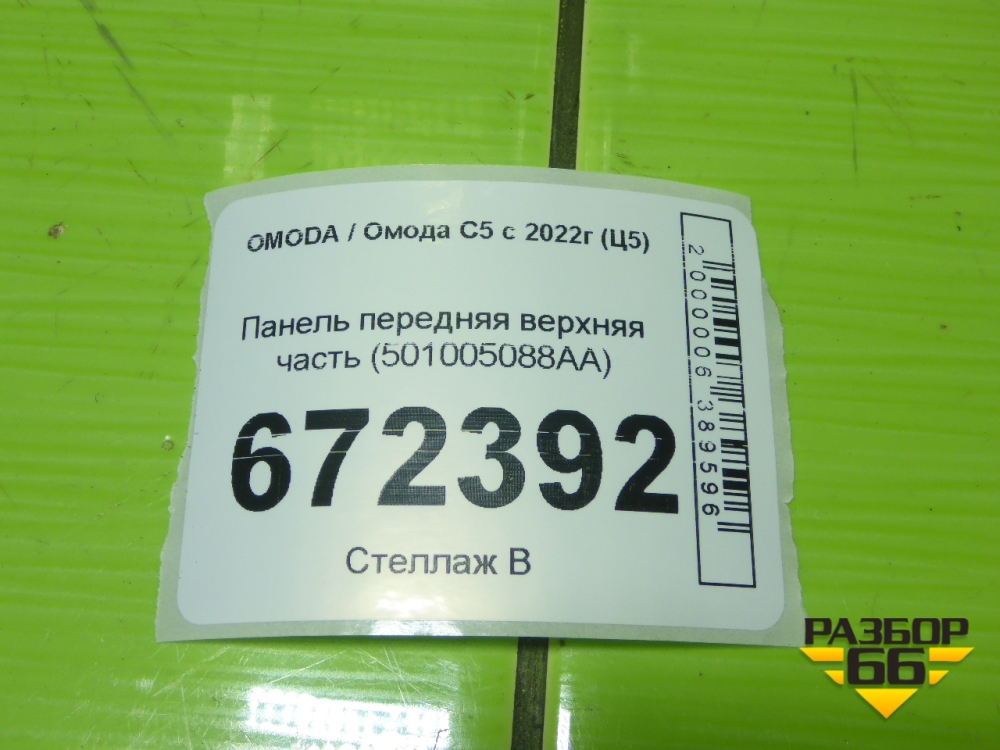 OMODA / Омода C5 с 2022г (Ц5)
Панель передняя верхняя
часть (501005088AA)
672392
Стеллаж В
2000006389596
РАЗБОР
66